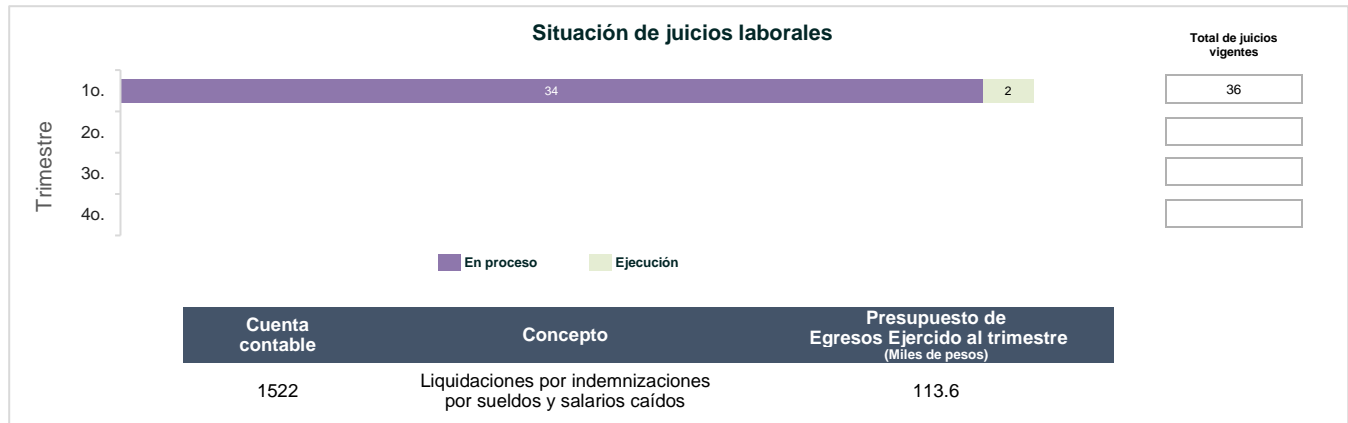 Situación de juicios laborales
Total de juicios
vigentes
Trimestre
1o.
34
2
36
2o.
3o.
4o.
En proceso
Ejecución
Cuenta
contable
Concepto
Presupuesto de
Egresos Ejercido al trimestre
(Miles de pesos)
1522
Liquidaciones por indemnizaciones
por sueldos y salarios caídos
113.6